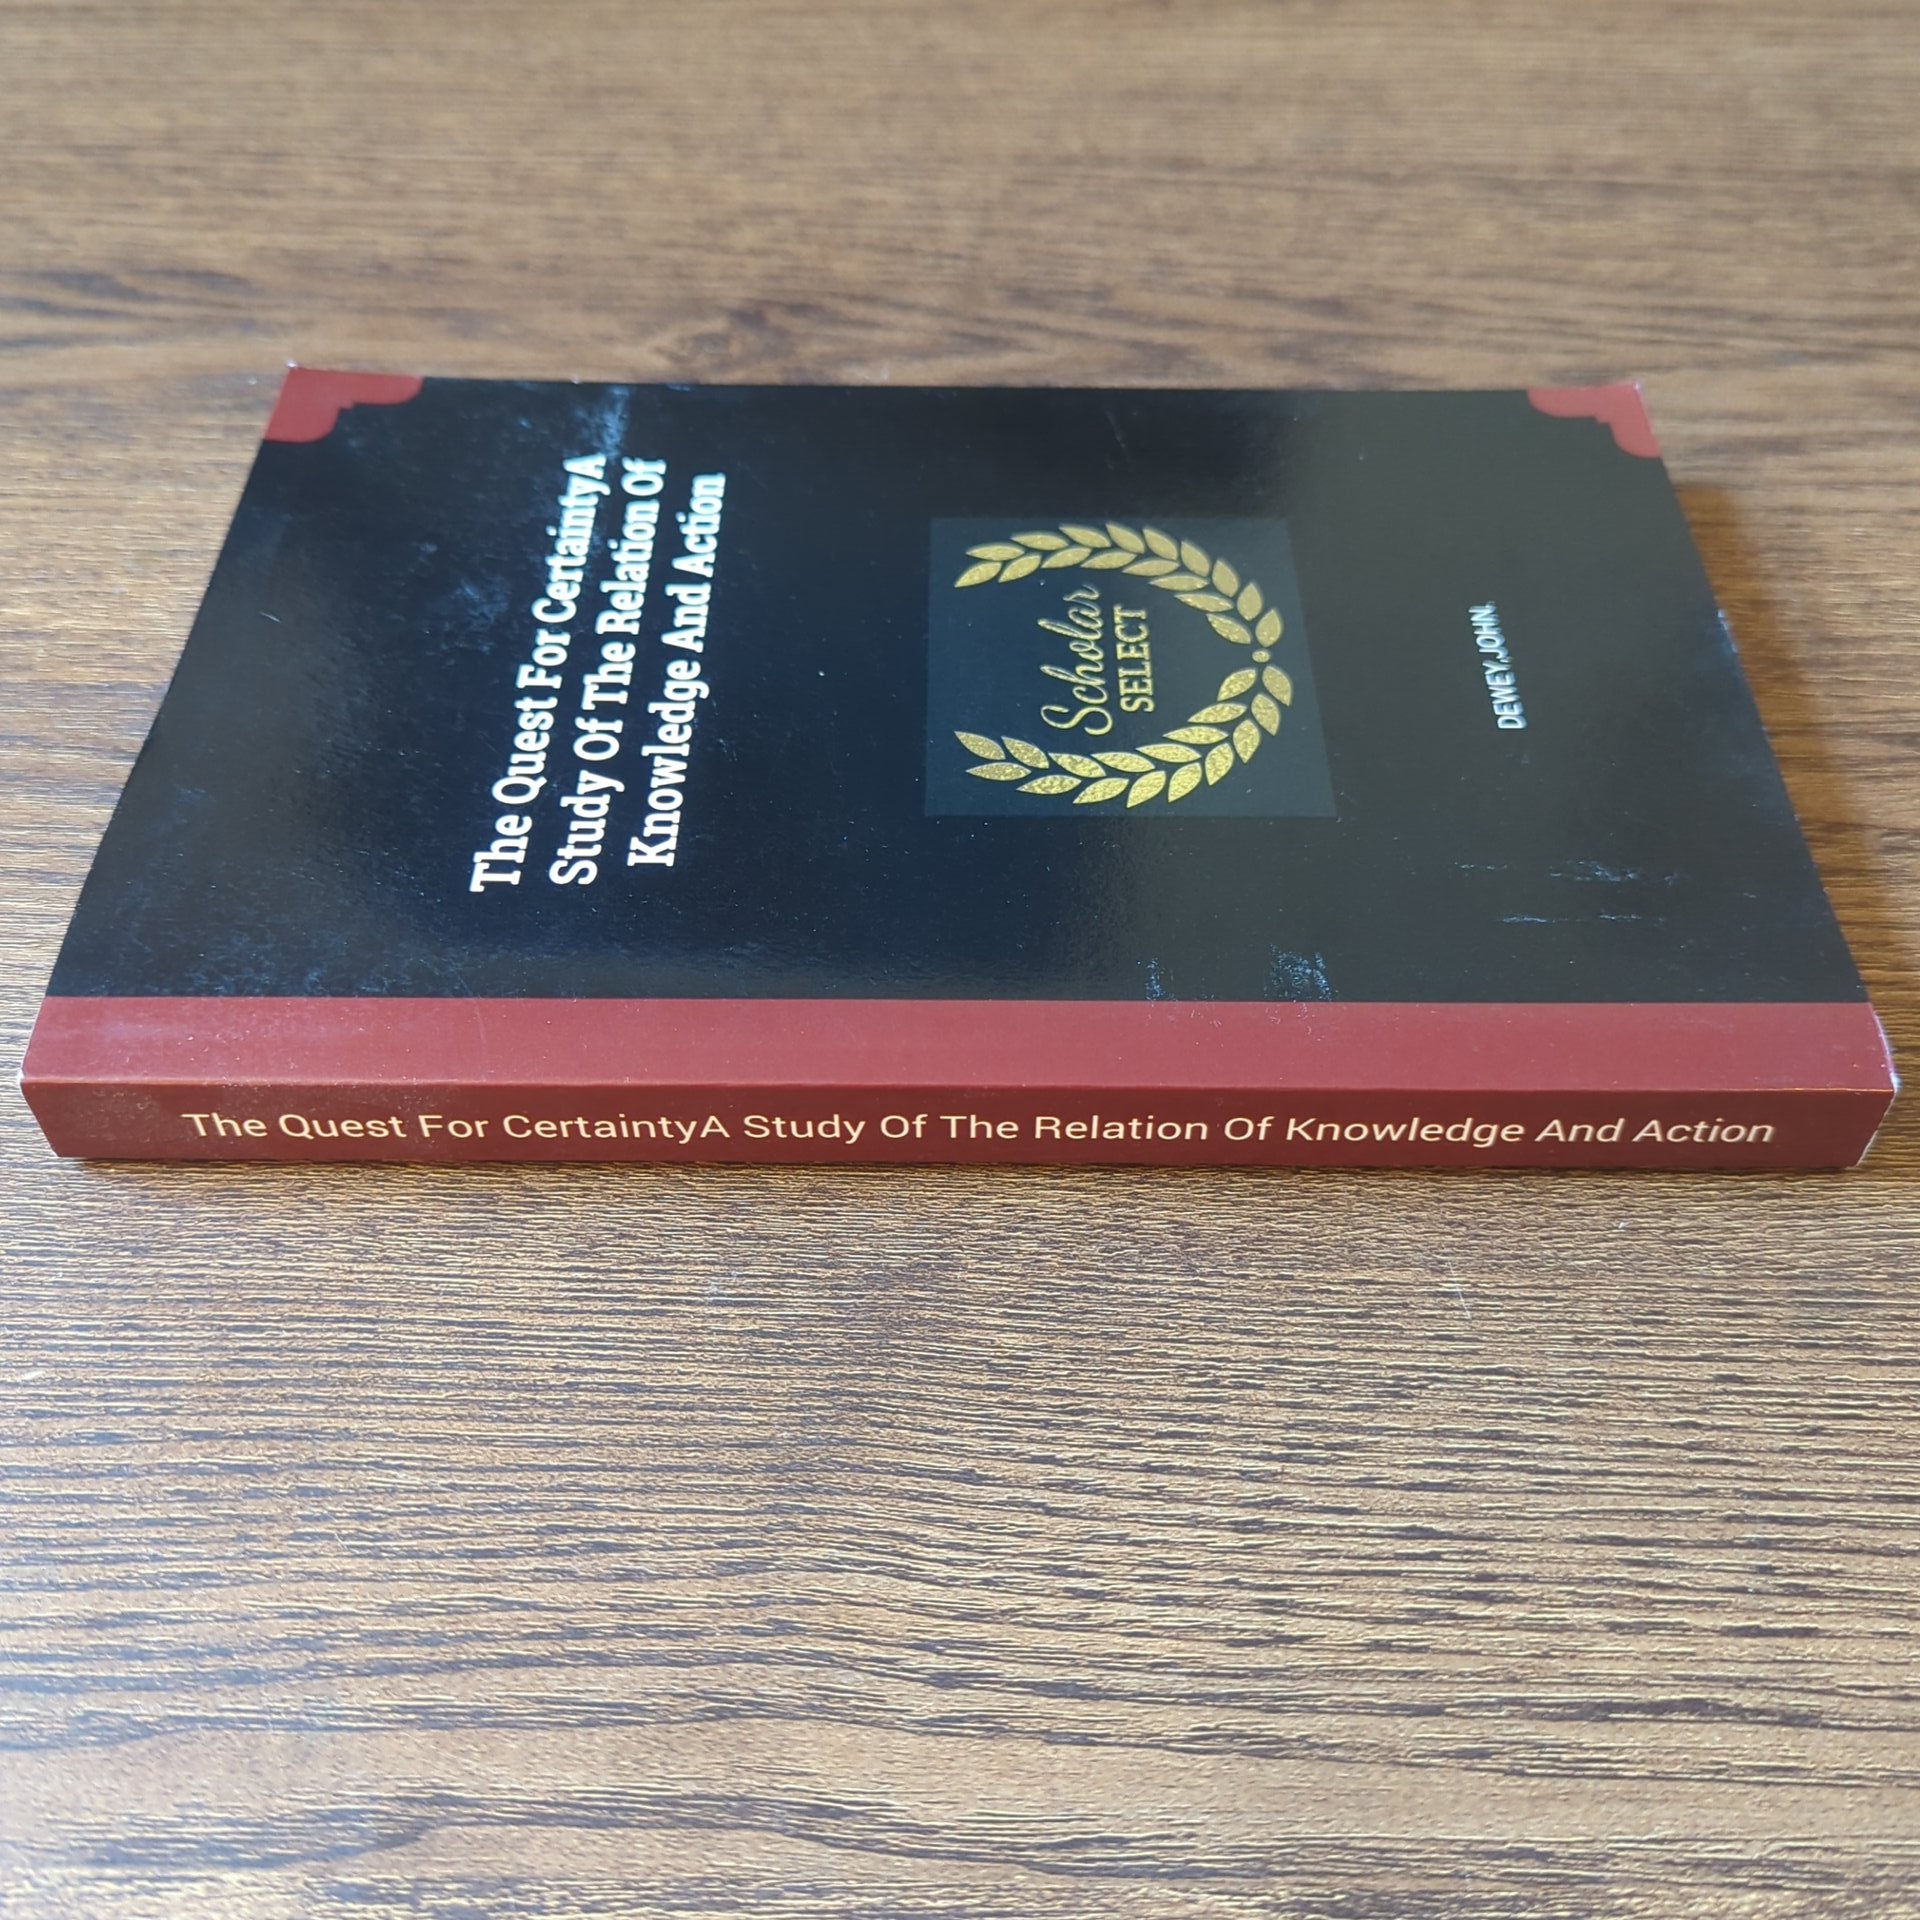 The Quest For CertaintyA
Study Of The Relation Of
Knowledge And Action
Scholar
SELECT
DEWEY, JOHN.
The Quest For CertaintyA Study Of The Relation Of Knowledge And Action